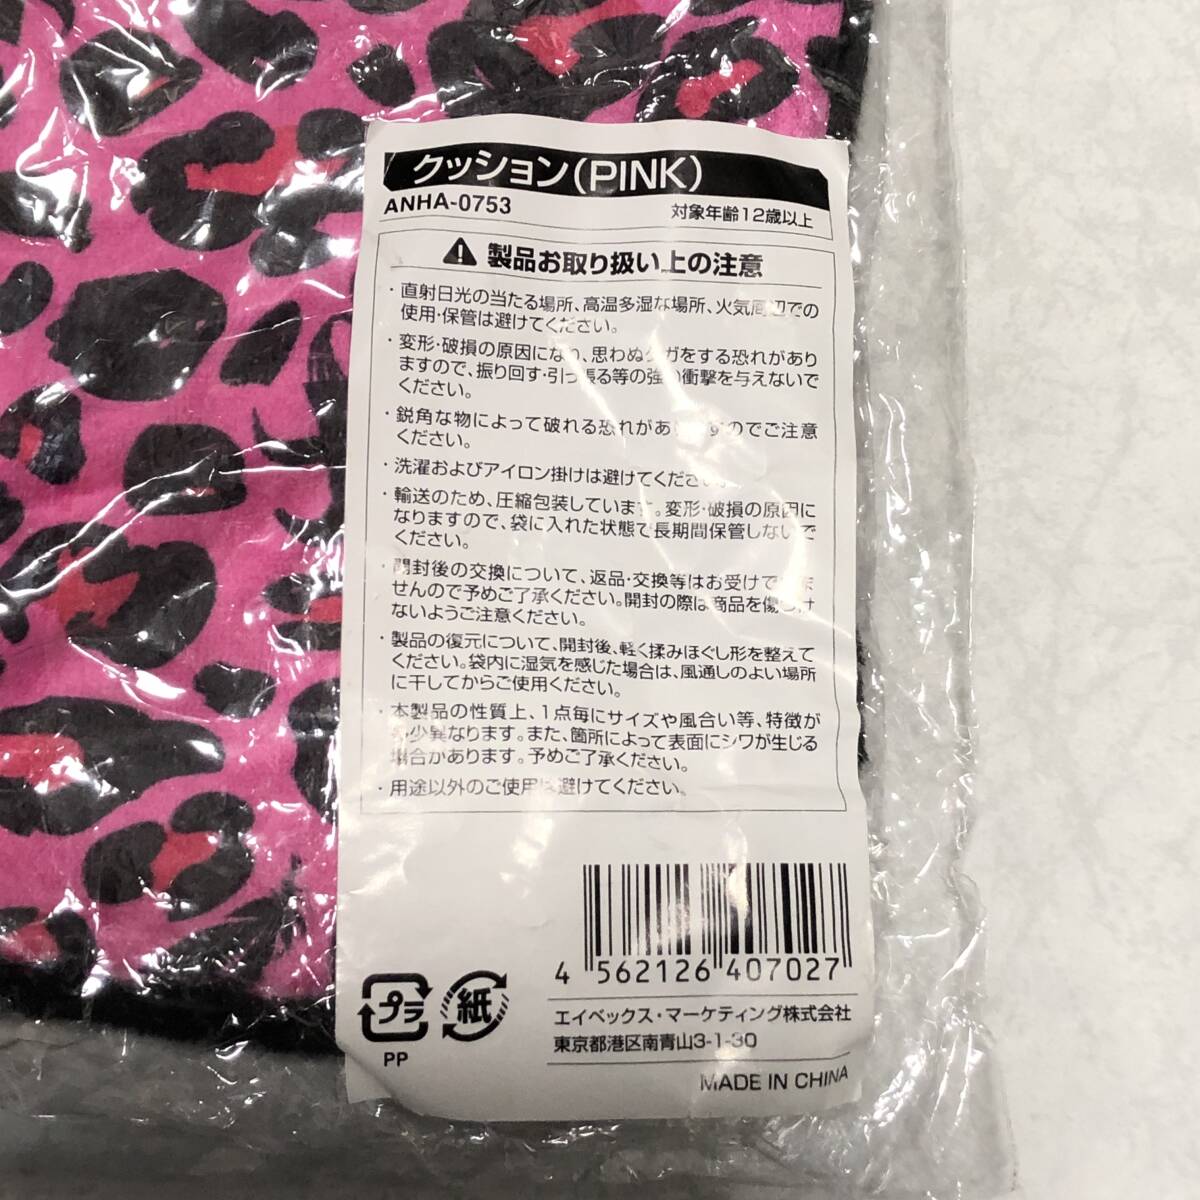 クッション(PINK)
ANHA-0753
対象年齢12歳以上
製品お取り扱い上の注意
・直射日光の当たる場所、高温多湿な場所、火気周辺での
使用・保管は避けてください。
・変形・破損の原因になり、思わぬケガをする恐れがあり
ますので、振り回す・引っ張る等の強い衝撃を与えないで
ください。
・鋭角な物によって破れる恐れがありますのでご注意
ください。
・洗濯およびアイロン掛けは避けてください。
・輸送のため、圧縮包装しています。変形・破損の原因に
なりますので、袋に入れた状態で長期間保管しないで
ください。
・開封後の交換について、返品・交換等はお受けできま
せんので予めご了承ください。開封の際は商品を傷つけ
ないようご注意ください。
・製品の復元について、開封後、軽く揉みほぐし形を整えて
ください。袋内に湿気を感じた場合は、風通しのよい場所
に干してからご使用ください。
・本製品の性質上、1点毎にサイズや風合い等、特徴が
多少異なります。また、箇所によって表面にシワが生じる
場合があります。予めご了承ください。
・用途以外のご使用は避けてください。
4 562126 407027
プラ
PP
紙
エイベックス・マーケティング株式会社
東京都港区南青山3-1-30
MADE IN CHINA